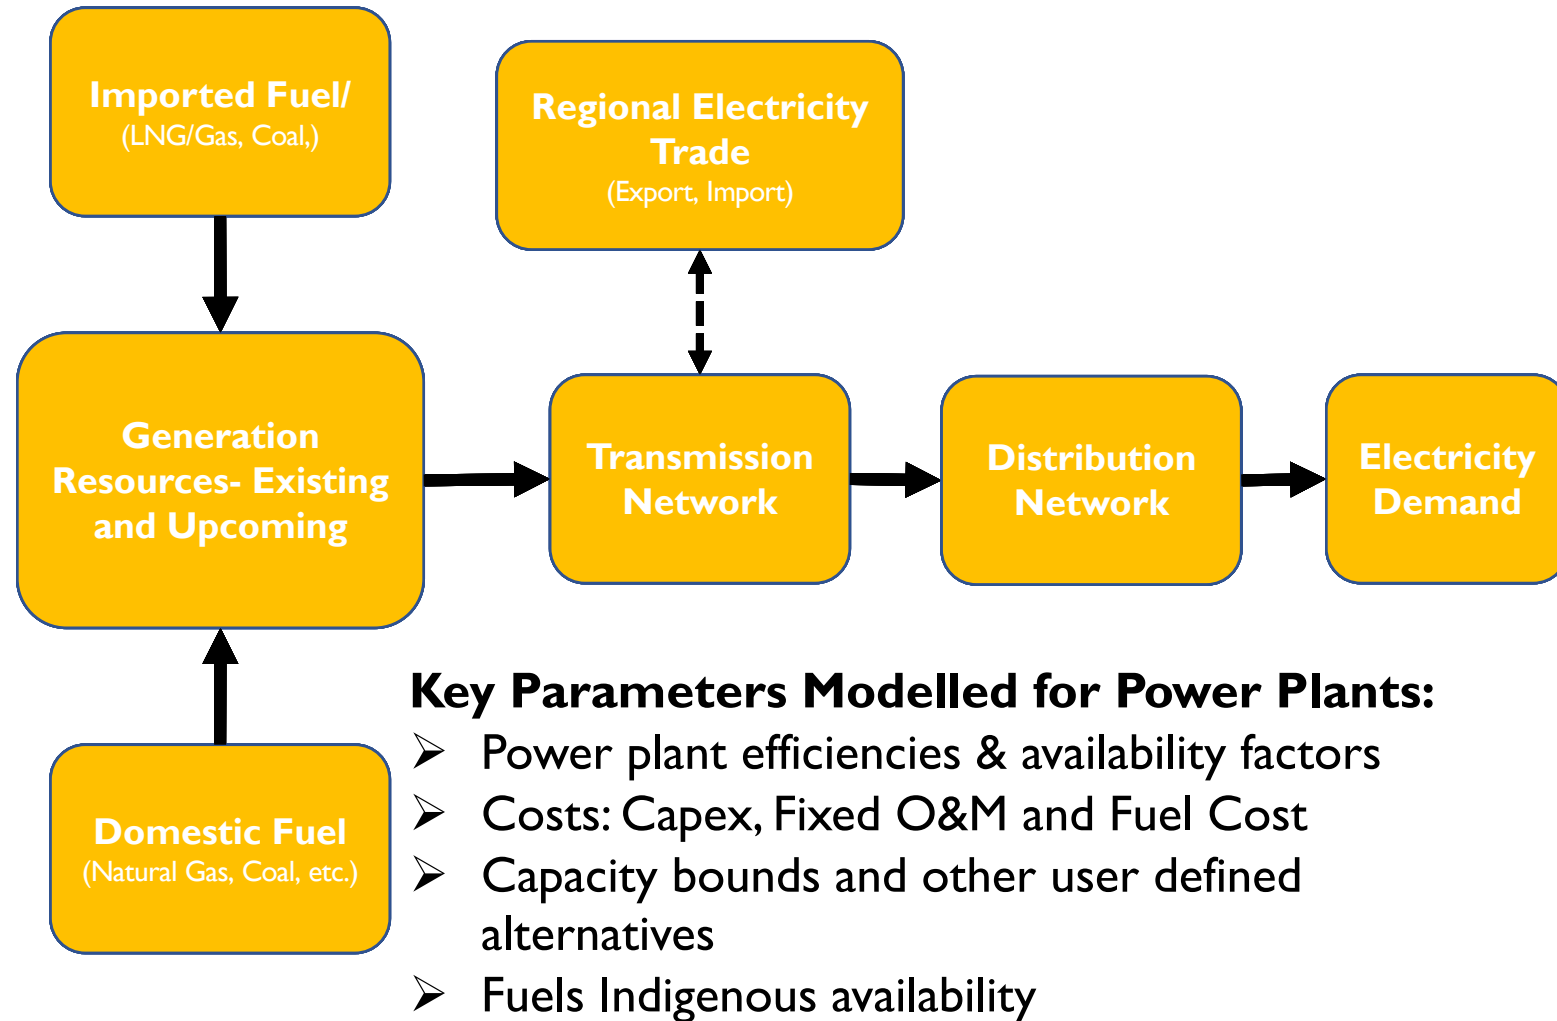 Imported Fuel/
(LNG/Gas, Coal,)
Regional Electricity
Trade
(Export, Import)
Generation
Resources- Existing
and Upcoming
Transmission
Network
Distribution
Network
Electricity
Demand
Domestic Fuel
(Natural Gas, Coal, etc.)
Key Parameters Modelled for Power Plants:
➢ Power plant efficiencies & availability factors
➢ Costs: Capex, Fixed O&M and Fuel Cost
➢ Capacity bounds and other user defined
alternatives
➢ Fuels Indigenous availability